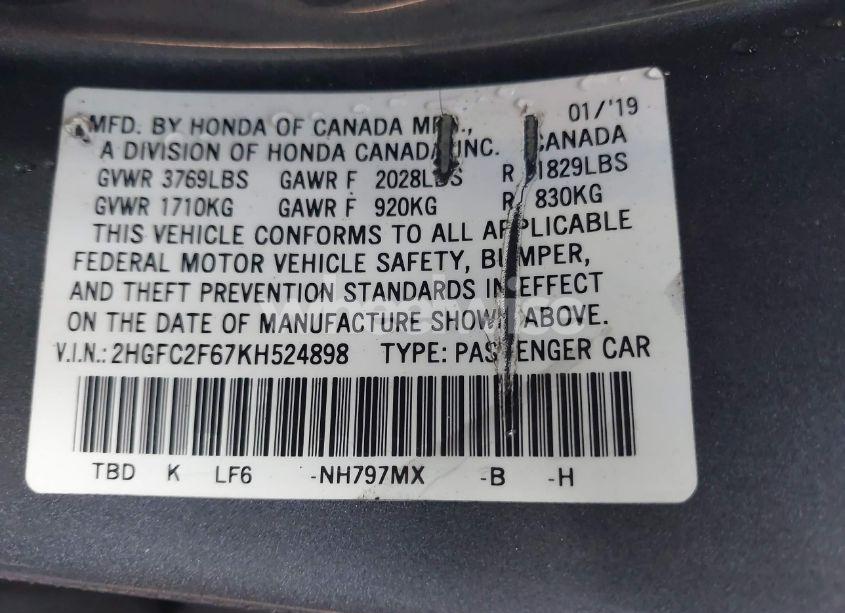 MFD. BY HONDA OF CANADA MFG., 01/'19
A DIVISION OF HONDA CANADA INC. CANADA
GVWR 3769LBS GAWR F 2028LBS R 1829LBS
GVWR 1710KG GAWR F 920KG R 830KG
THIS VEHICLE CONFORMS TO ALL APPLICABLE
FEDERAL MOTOR VEHICLE SAFETY, BUMPER,
AND THEFT PREVENTION STANDARDS IN EFFECT
ON THE DATE OF MANUFACTURE SHOWN ABOVE.
V.I.N.: 2HGFC2F67KH524898 TYPE: PASSENGER CAR
TBD K LF6 -NH797MX -B -H